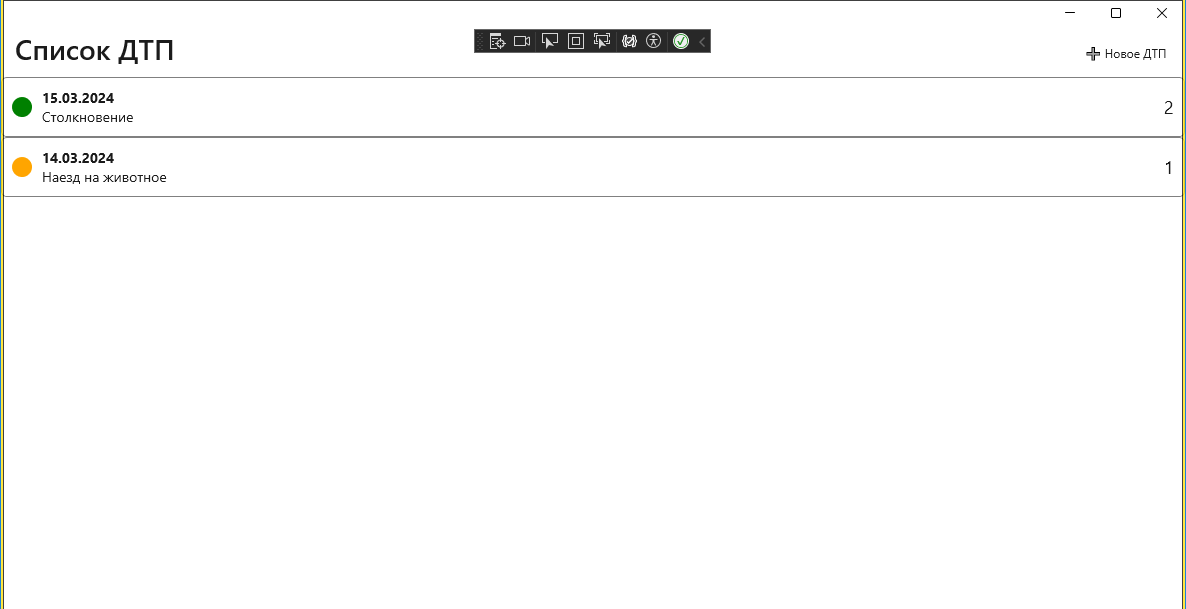 Список ДТП
Новое ДТП
15.03.2024
Столкновение
2
14.03.2024
Наезд на животное
1